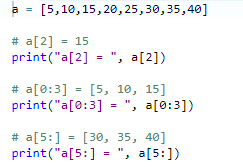 a = [5,10,15,20,25,30,35,40]
# a[2] = 15
print("a[2] = ", a[2])
# a[0:3] = [5, 10, 15]
print("a[0:3] = ", a[0:3])
# a[5:] = [30, 35, 40]
print("a[5:] = ", a[5:])